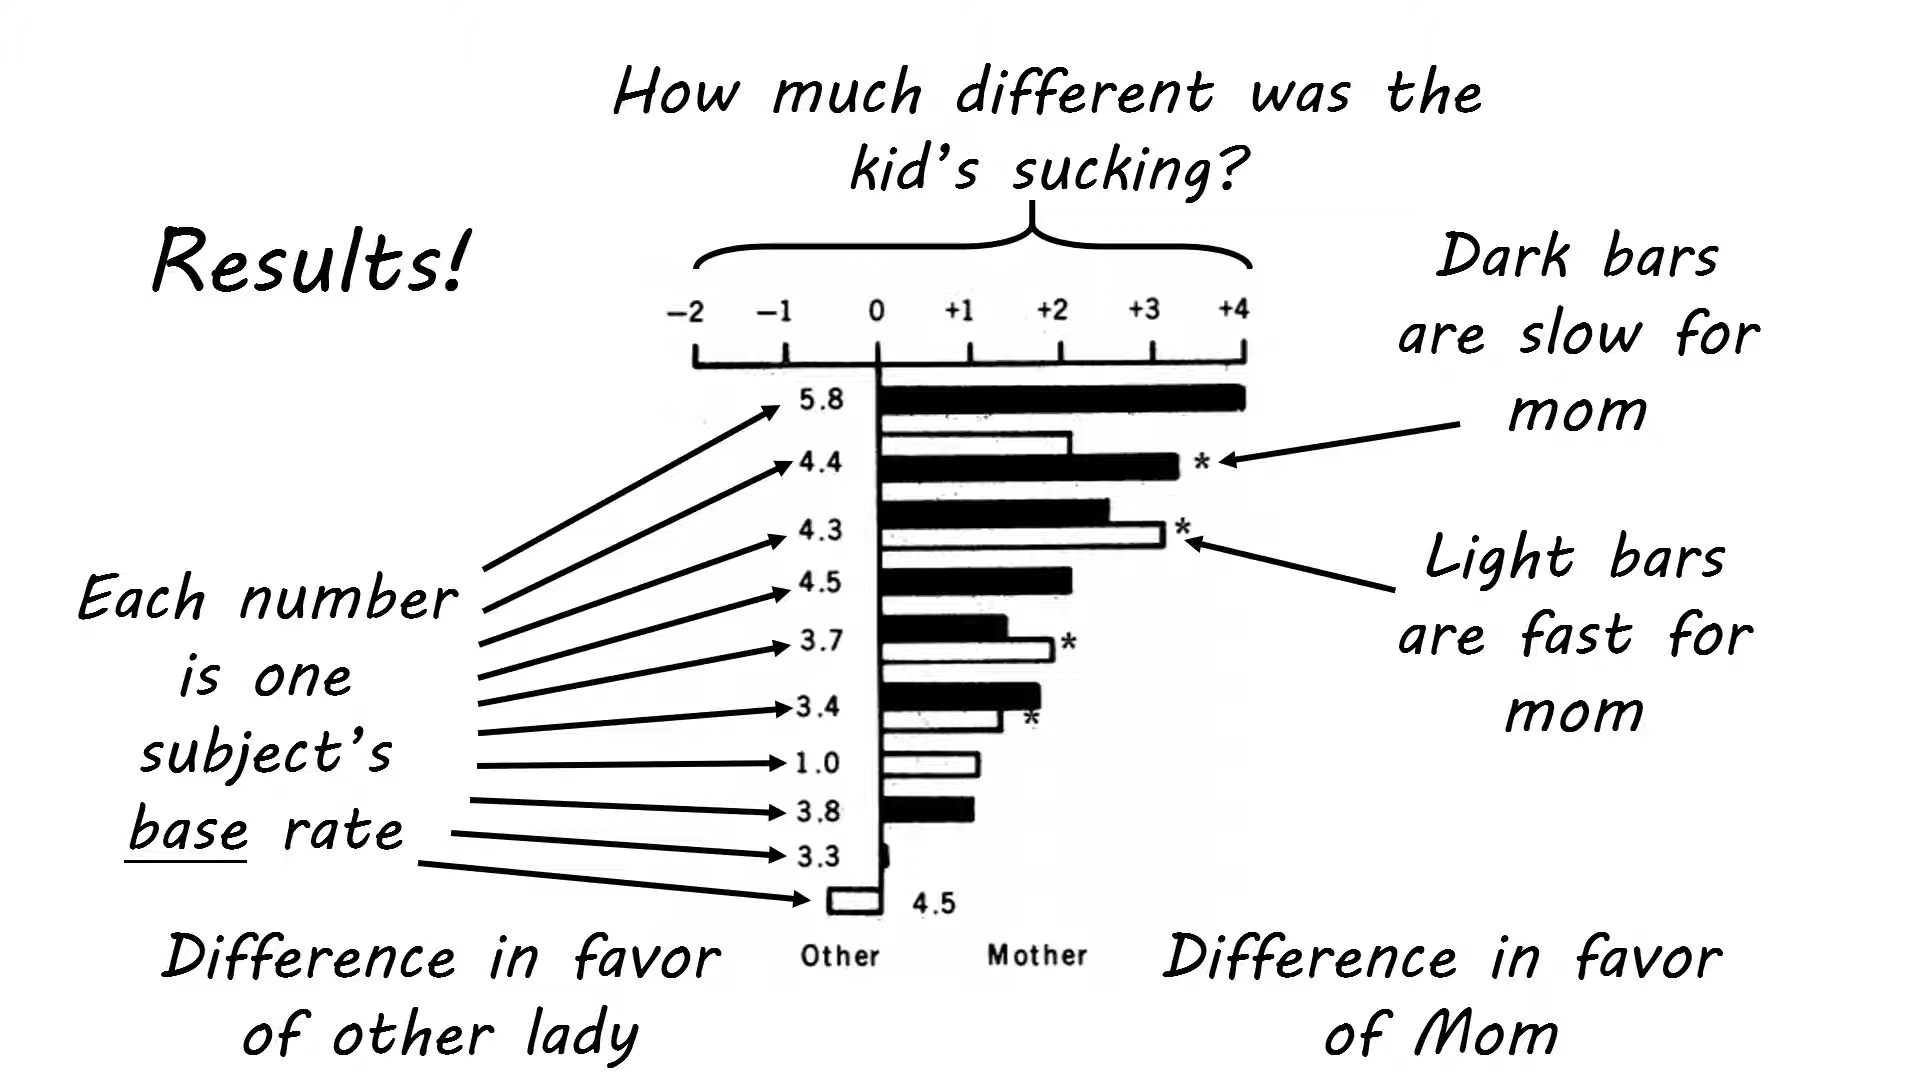 How much different was the
kid's sucking?
Results!
Dark bars
are slow for
mom
−2 −1 0 +1 +2 +3 +4
5.8
4.4 *
4.3 *
4.5
3.7 *
3.4 *
1.0
3.8
3.3
4.5
Light bars
are fast for
mom
Each number
is one
subject's
base rate
Other Mother
Difference in favor
of other lady
Difference in favor
of Mom